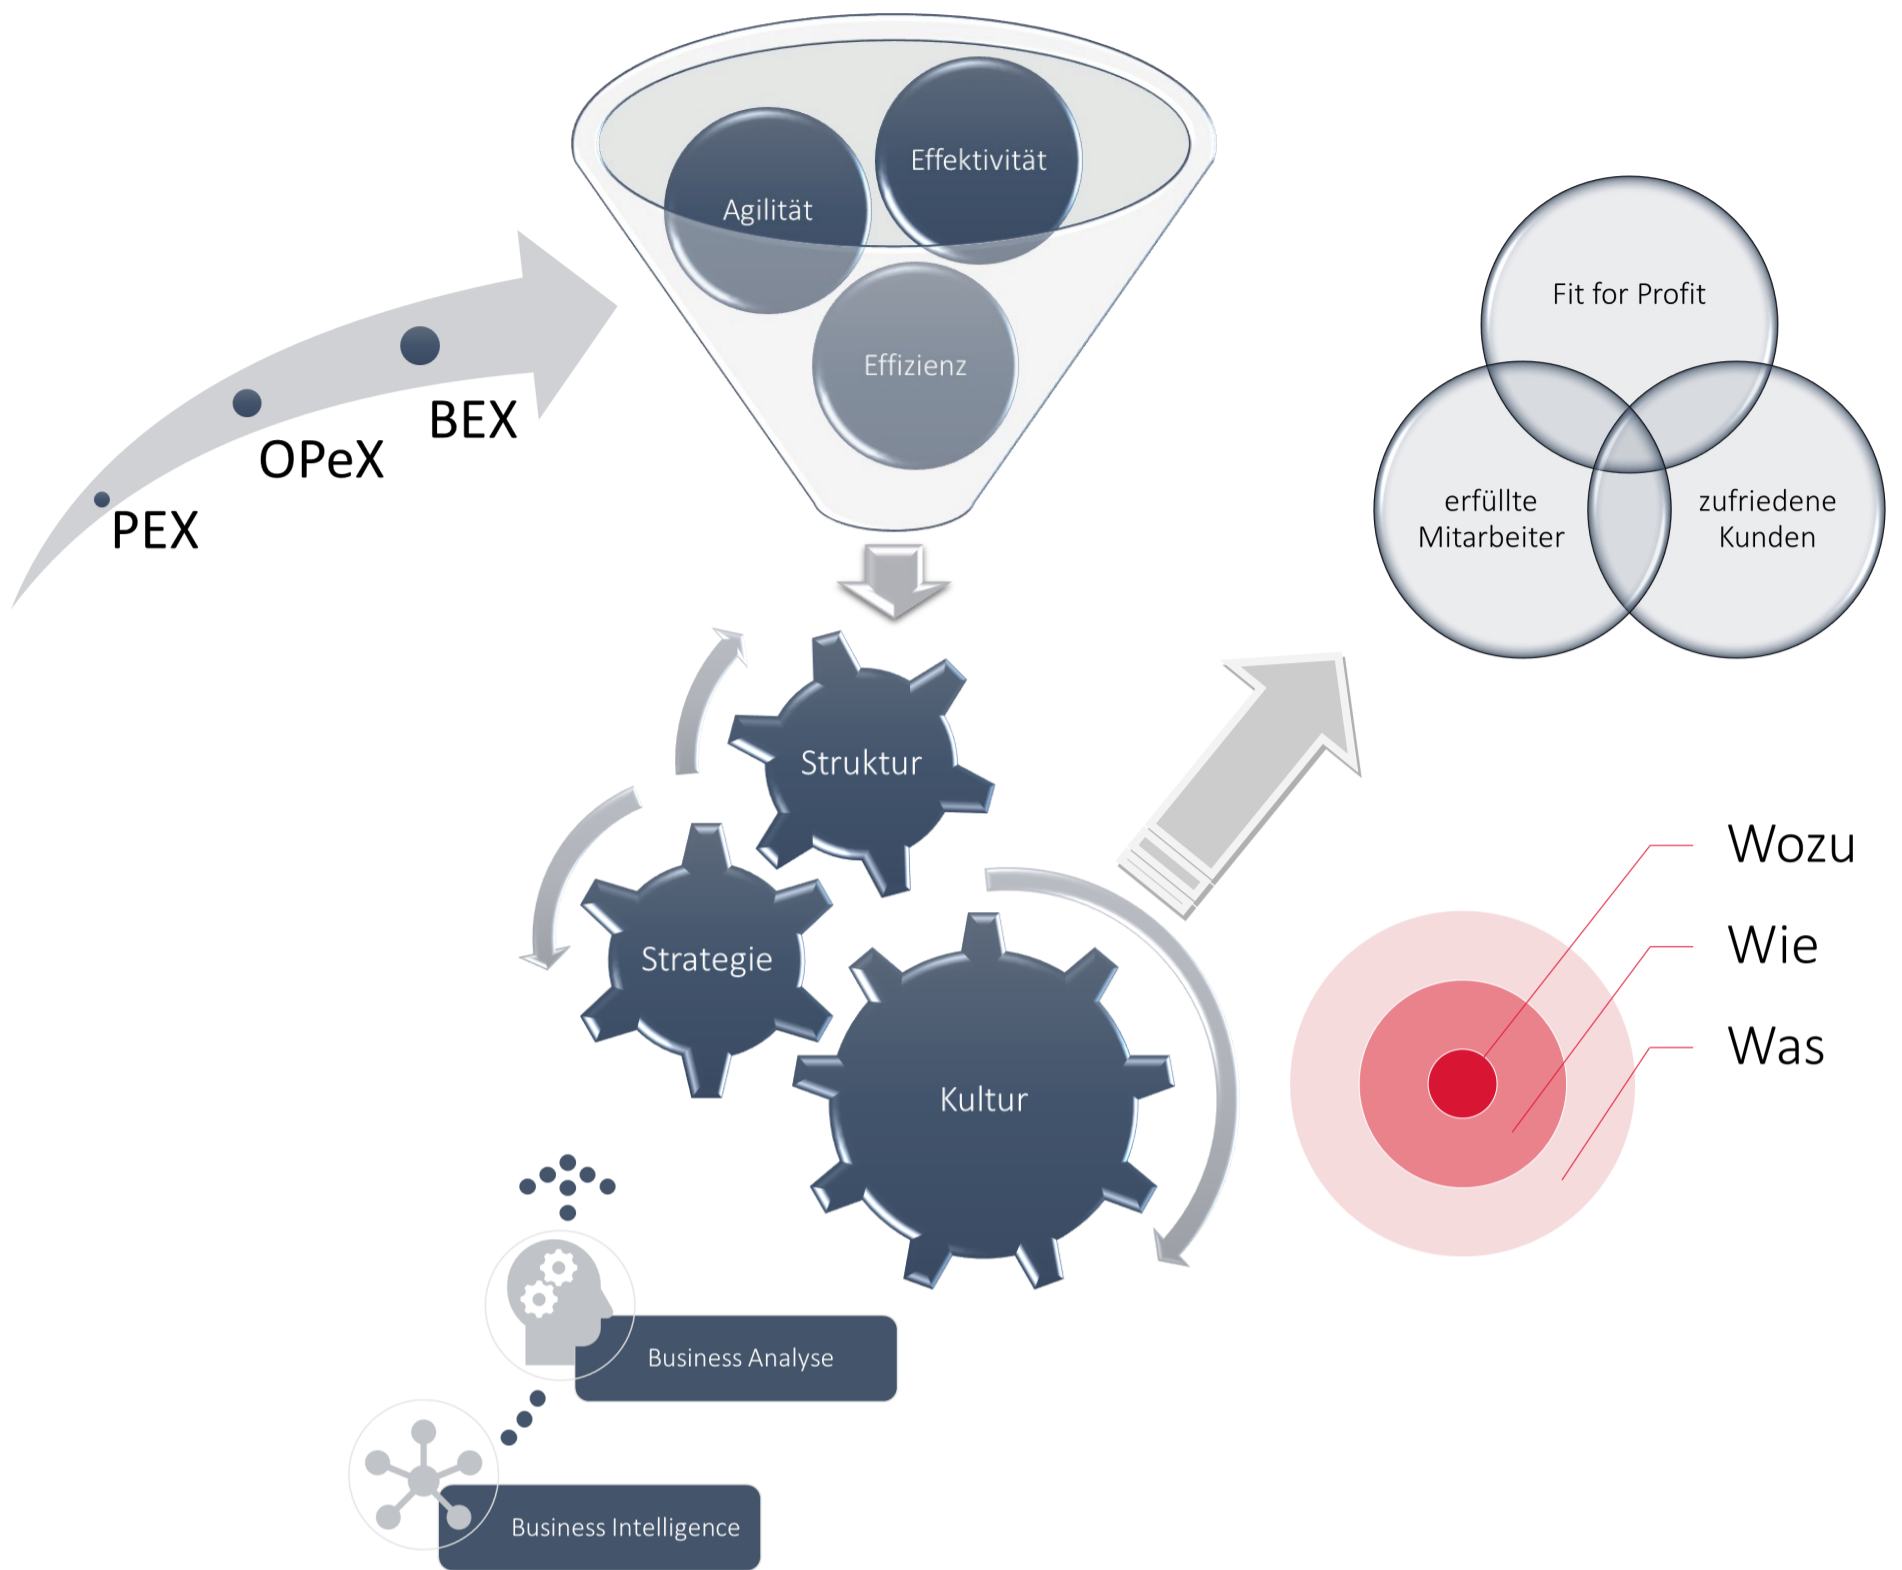 PEX
OPeX
BEX
Agilität
Effektivität
Effizienz
Struktur
Strategie
Kultur
Business Analyse
Business Intelligence
Fit for Profit
erfüllte
Mitarbeiter
zufriedene
Kunden
Wozu
Wie
Was